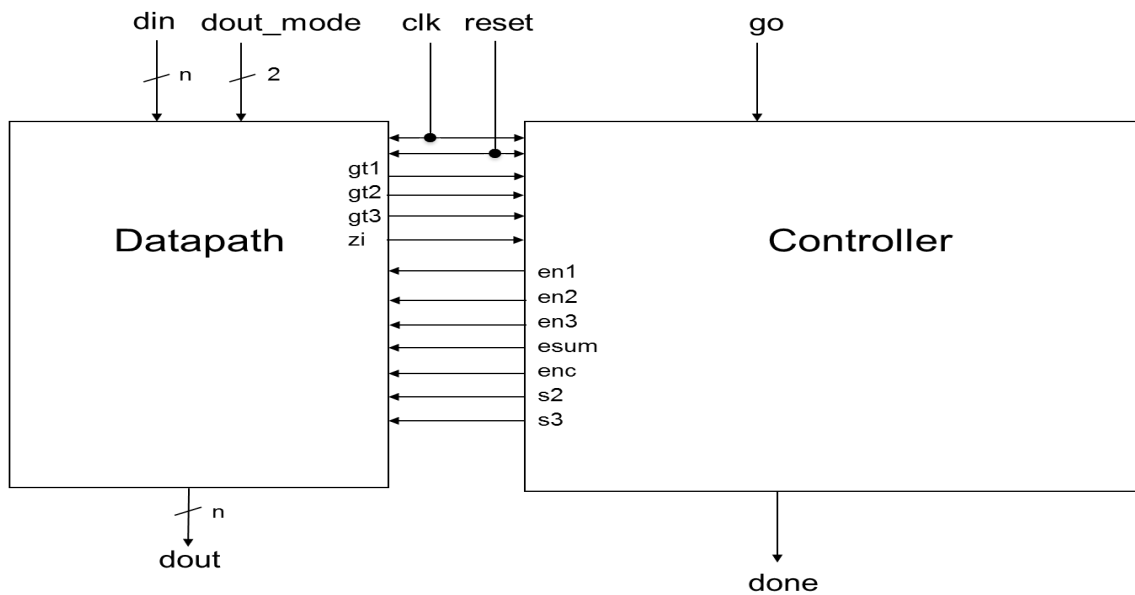 din dout_mode clk reset go
n 2
gt1
gt2
gt3
zi
Datapath Controller
en1
en2
en3
esum
enc
s2
s3
n
dout
done